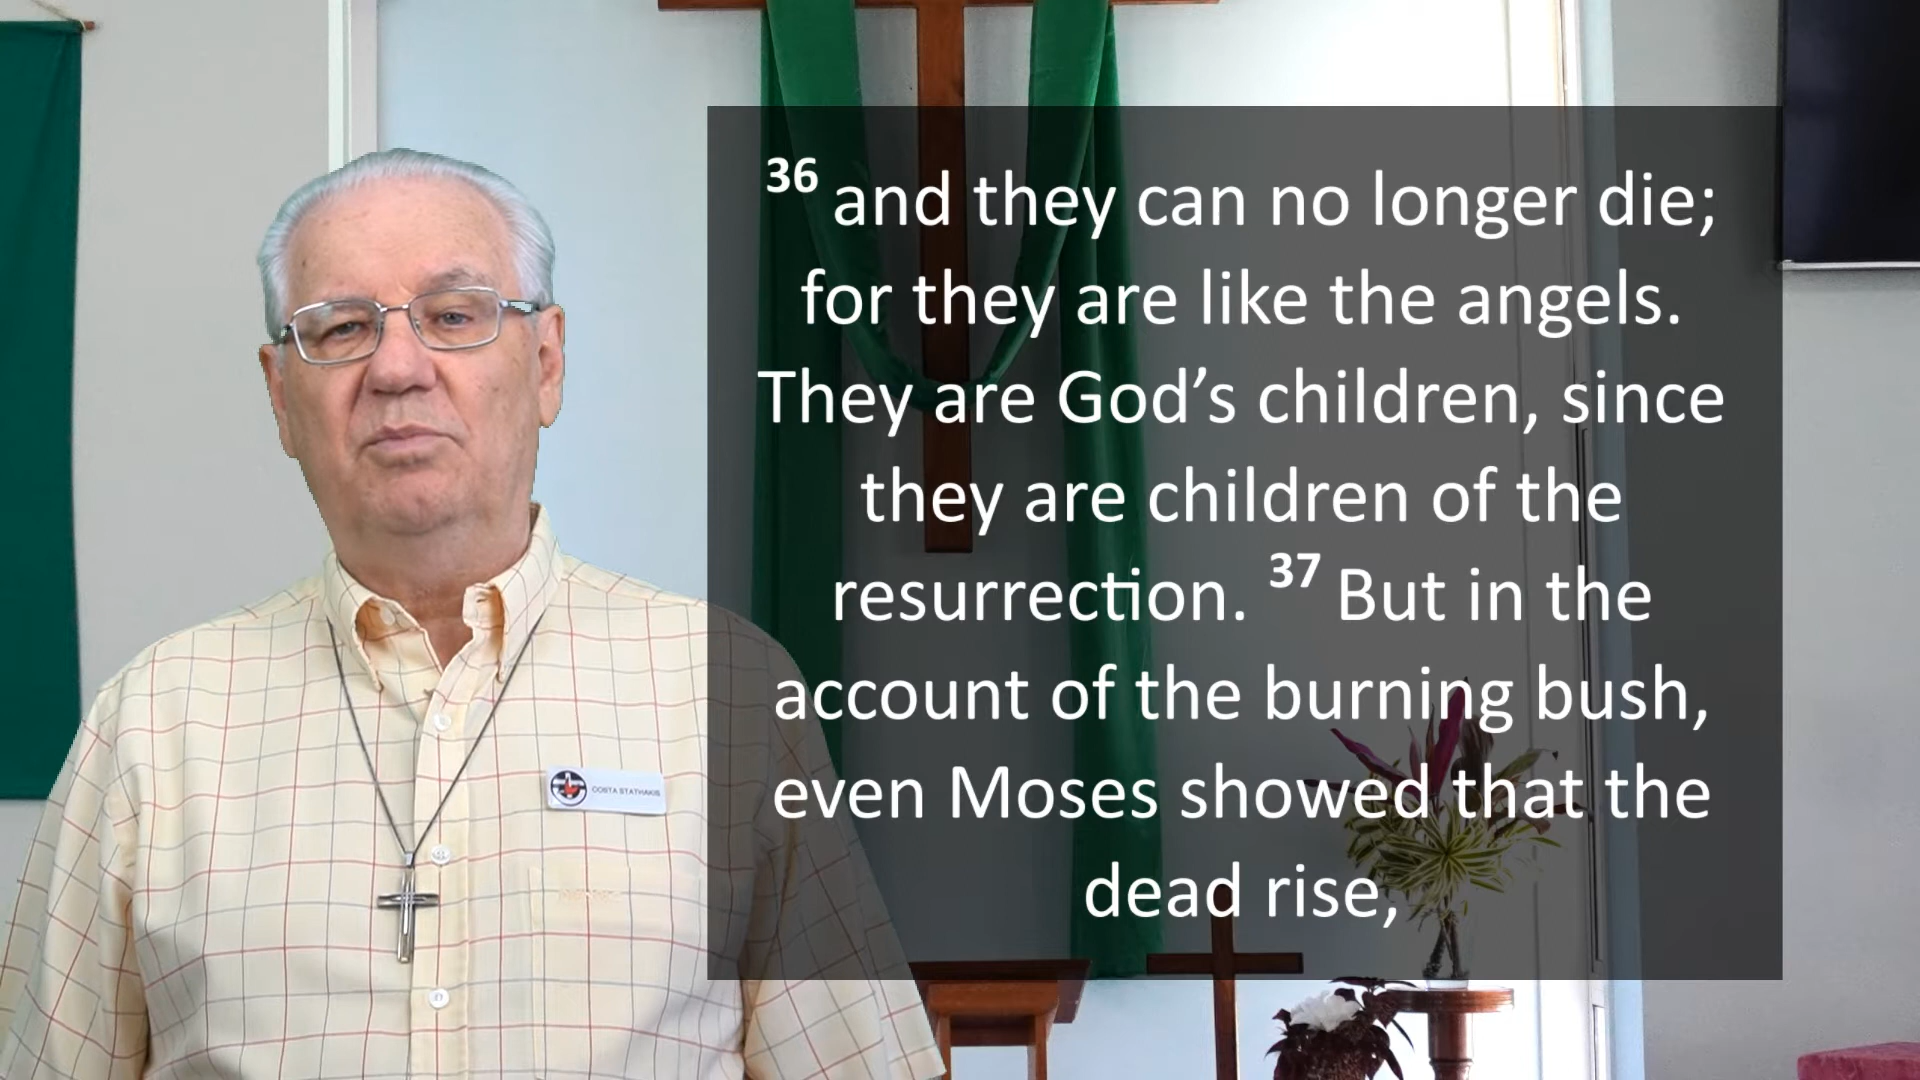 36 and they can no longer die;
for they are like the angels.
They are God’s children, since
they are children of the
resurrection. 37 But in the
account of the burning bush,
even Moses showed that the
dead rise,
COSTA STATHAKIS